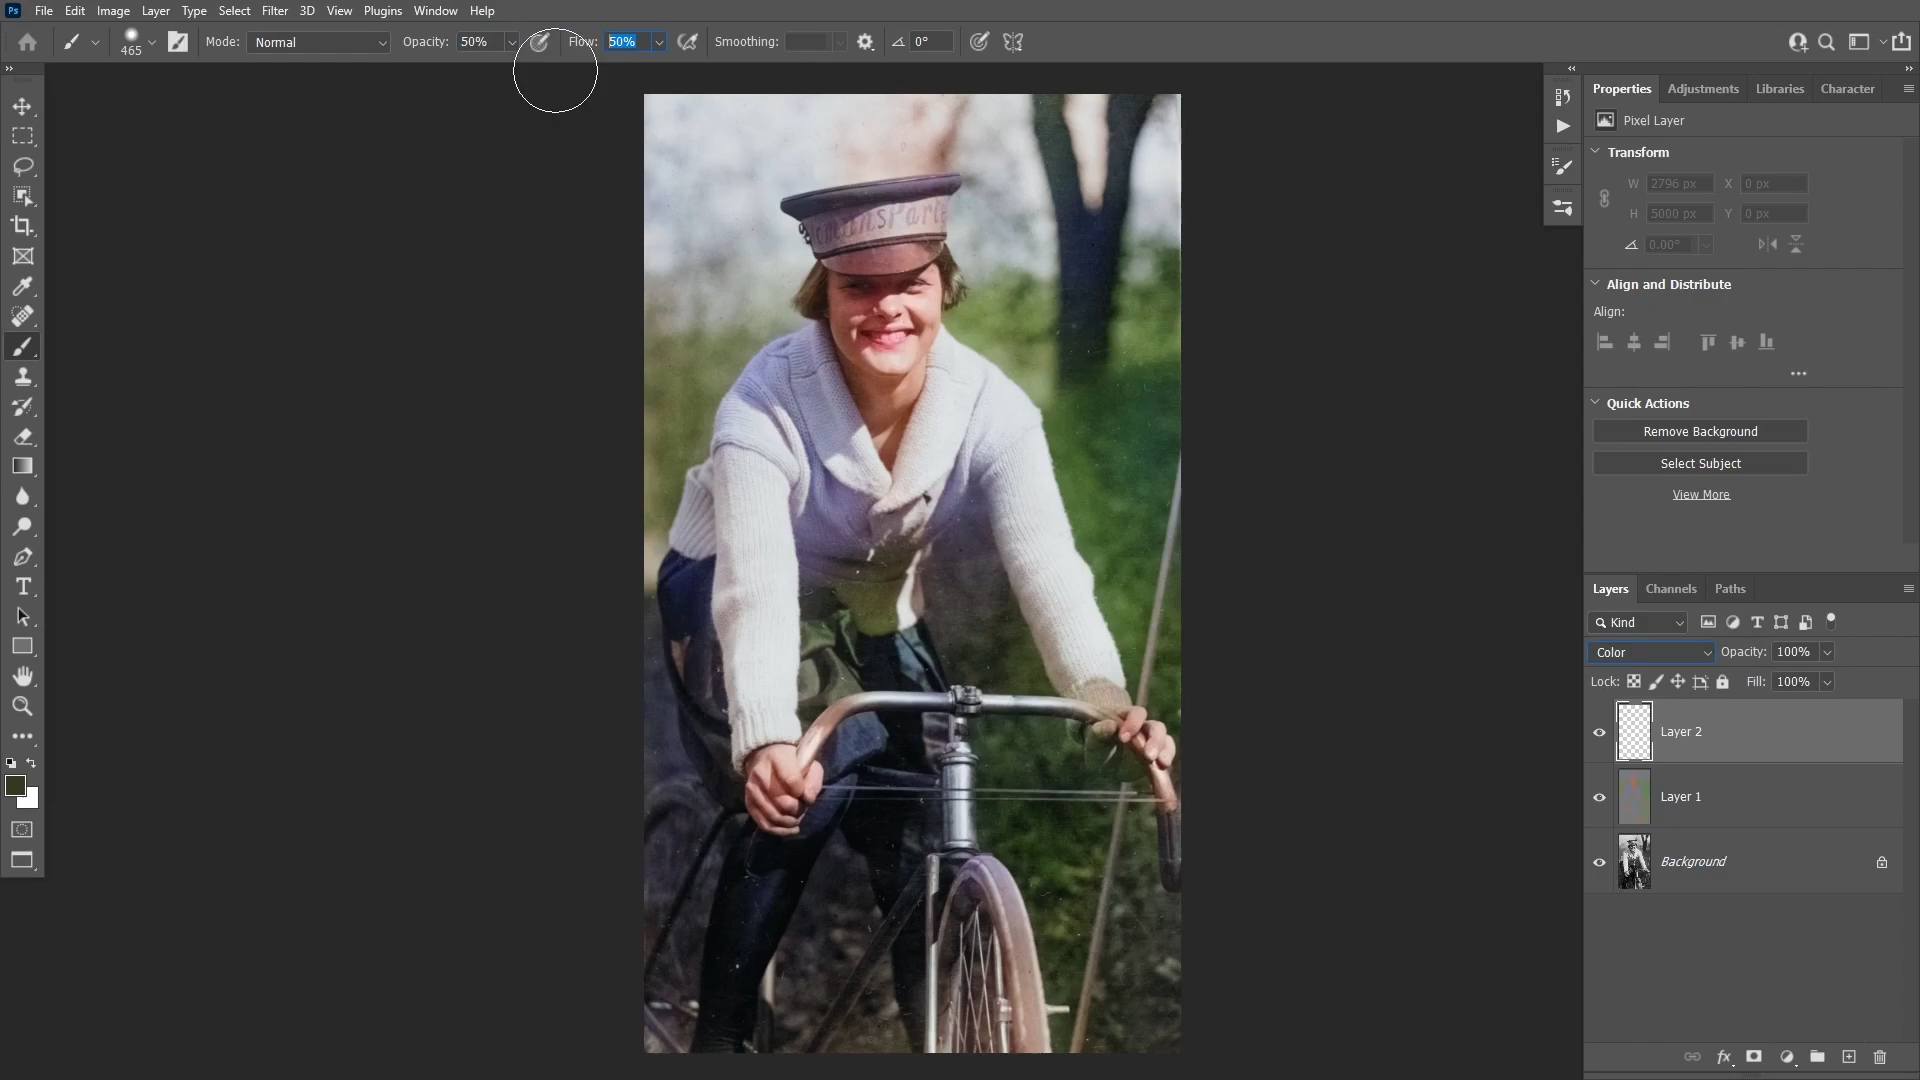 Ps File Edit Image Layer Type Select Filter 3D View Plugins Window Help
465 Mode: Normal Opacity: 50% Flow: 50% Smoothing: 0°
Properties Adjustments Libraries Character
Pixel Layer
Transform
W 2796 px X 0 px
H 5000 px Y 0 px
0.00°
Align and Distribute
Align:
Quick Actions
Remove Background
Select Subject
View More
Layers Channels Paths
Kind
Color Opacity: 100%
Lock: Fill: 100%
Layer 2
Layer 1
Background